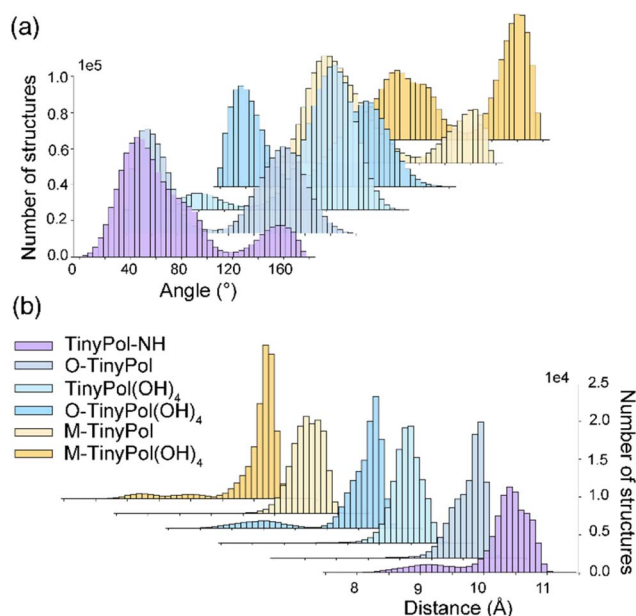 (a)
1e5
Number of structures
1.0
0.8
0.6
0.4
0.2
0.0
0 40 80 120 160
Angle (°)
(b)
TinyPol-NH
O-TinyPol
TinyPol(OH)₄
O-TinyPol(OH)₄
M-TinyPol
M-TinyPol(OH)₄
1e4
2.5
2.0
1.5
1.0
0.5
0.0
Number of structures
8 9 10 11
Distance (Å)